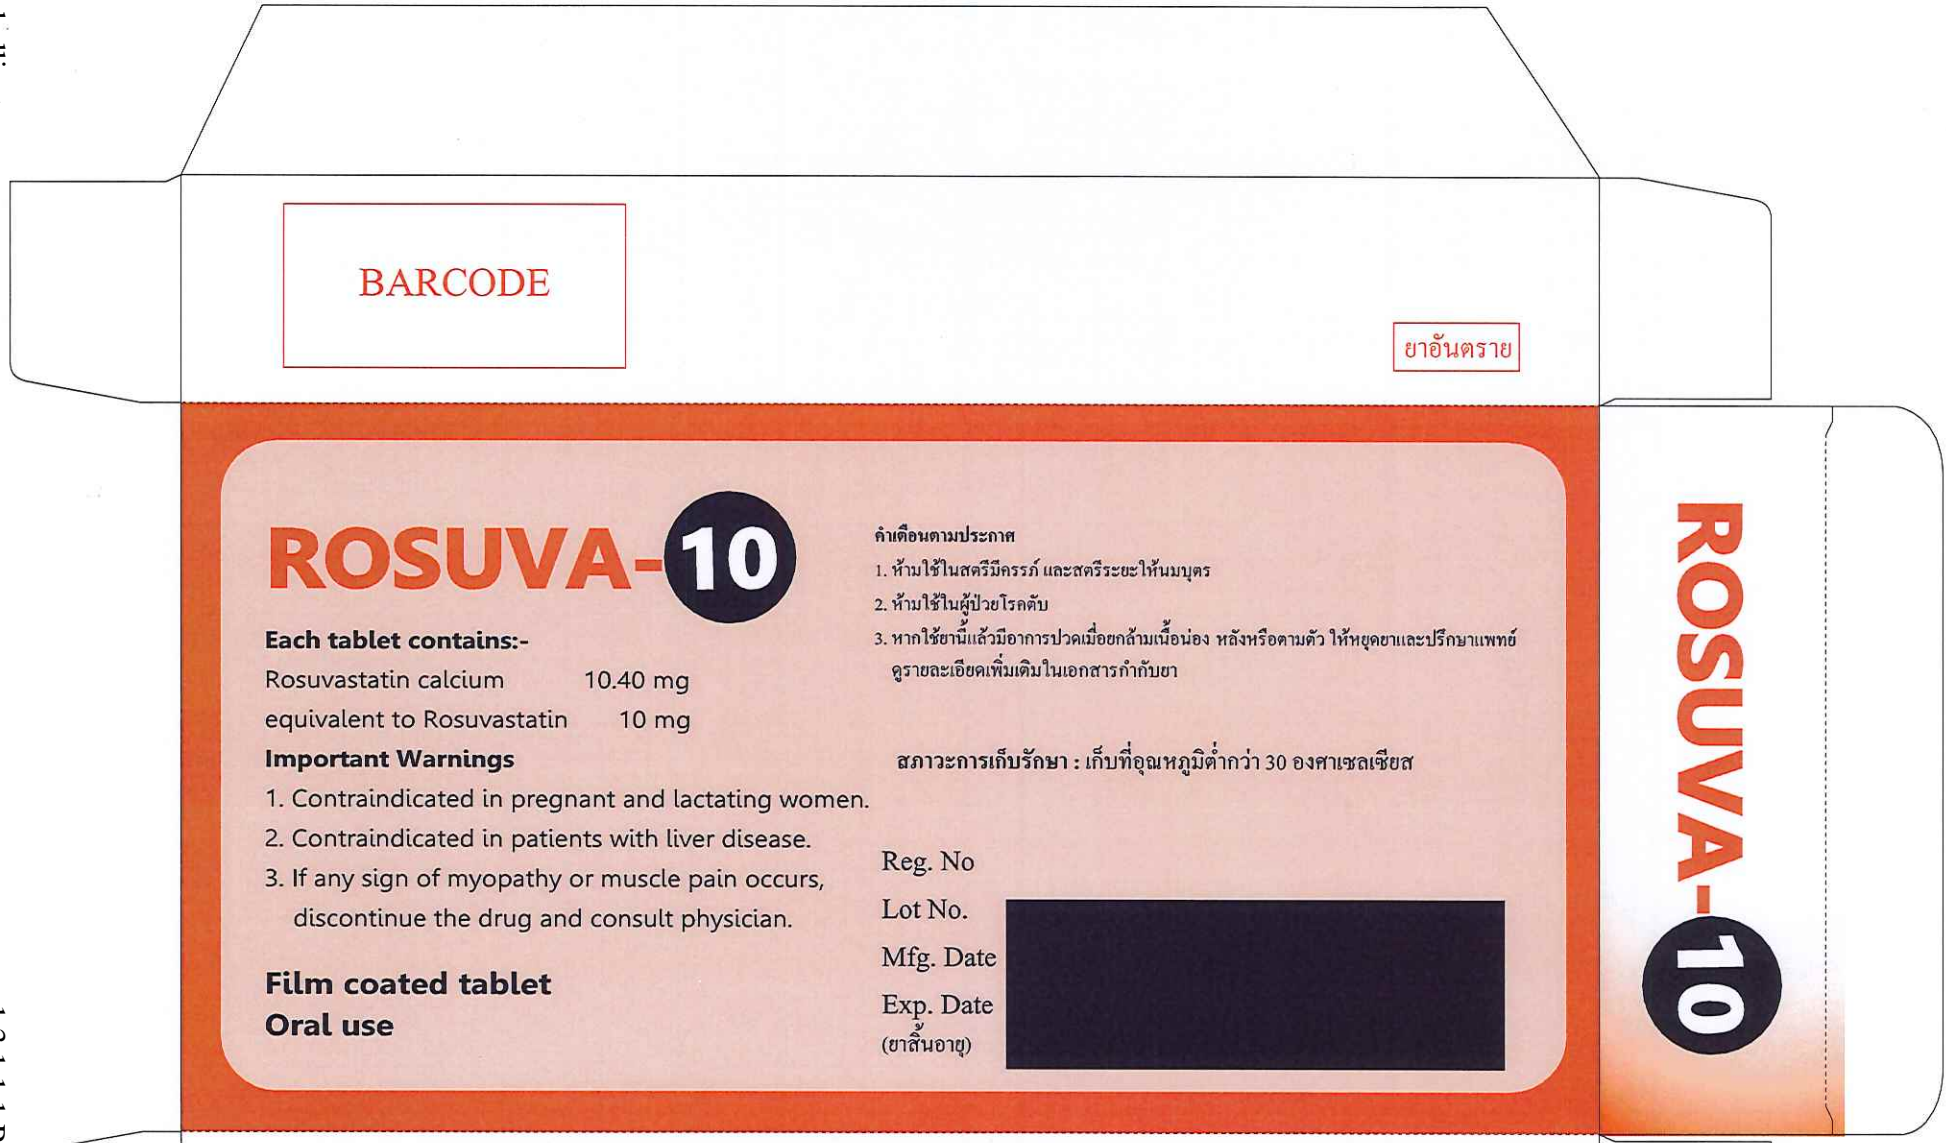 BARCODE
ยาอันตราย
ROSUVA-10
Each tablet contains:-
Rosuvastatin calcium 10.40 mg
equivalent to Rosuvastatin 10 mg
Important Warnings
1. Contraindicated in pregnant and lactating women.
2. Contraindicated in patients with liver disease.
3. If any sign of myopathy or muscle pain occurs,
discontinue the drug and consult physician.
Film coated tablet
Oral use
คำเตือนตามประกาศ
1. ห้ามใช้ในสตรีมีครรภ์ และสตรีระยะให้นมบุตร
2. ห้ามใช้ในผู้ป่วยโรคตับ
3. หากใช้ยานี้แล้วมีอาการปวดเมื่อยกล้ามเนื้อน่อง หลังหรือตามตัว ให้หยุดยาและปรึกษาแพทย์
ดูรายละเอียดเพิ่มเติมในเอกสารกำกับยา
สภาวะการเก็บรักษา : เก็บที่อุณหภูมิต่ำกว่า 30 องศาเซลเซียส
Reg. No
Lot No.
Mfg. Date
Exp. Date
(ยาสิ้นอายุ)
ROSUVA-10